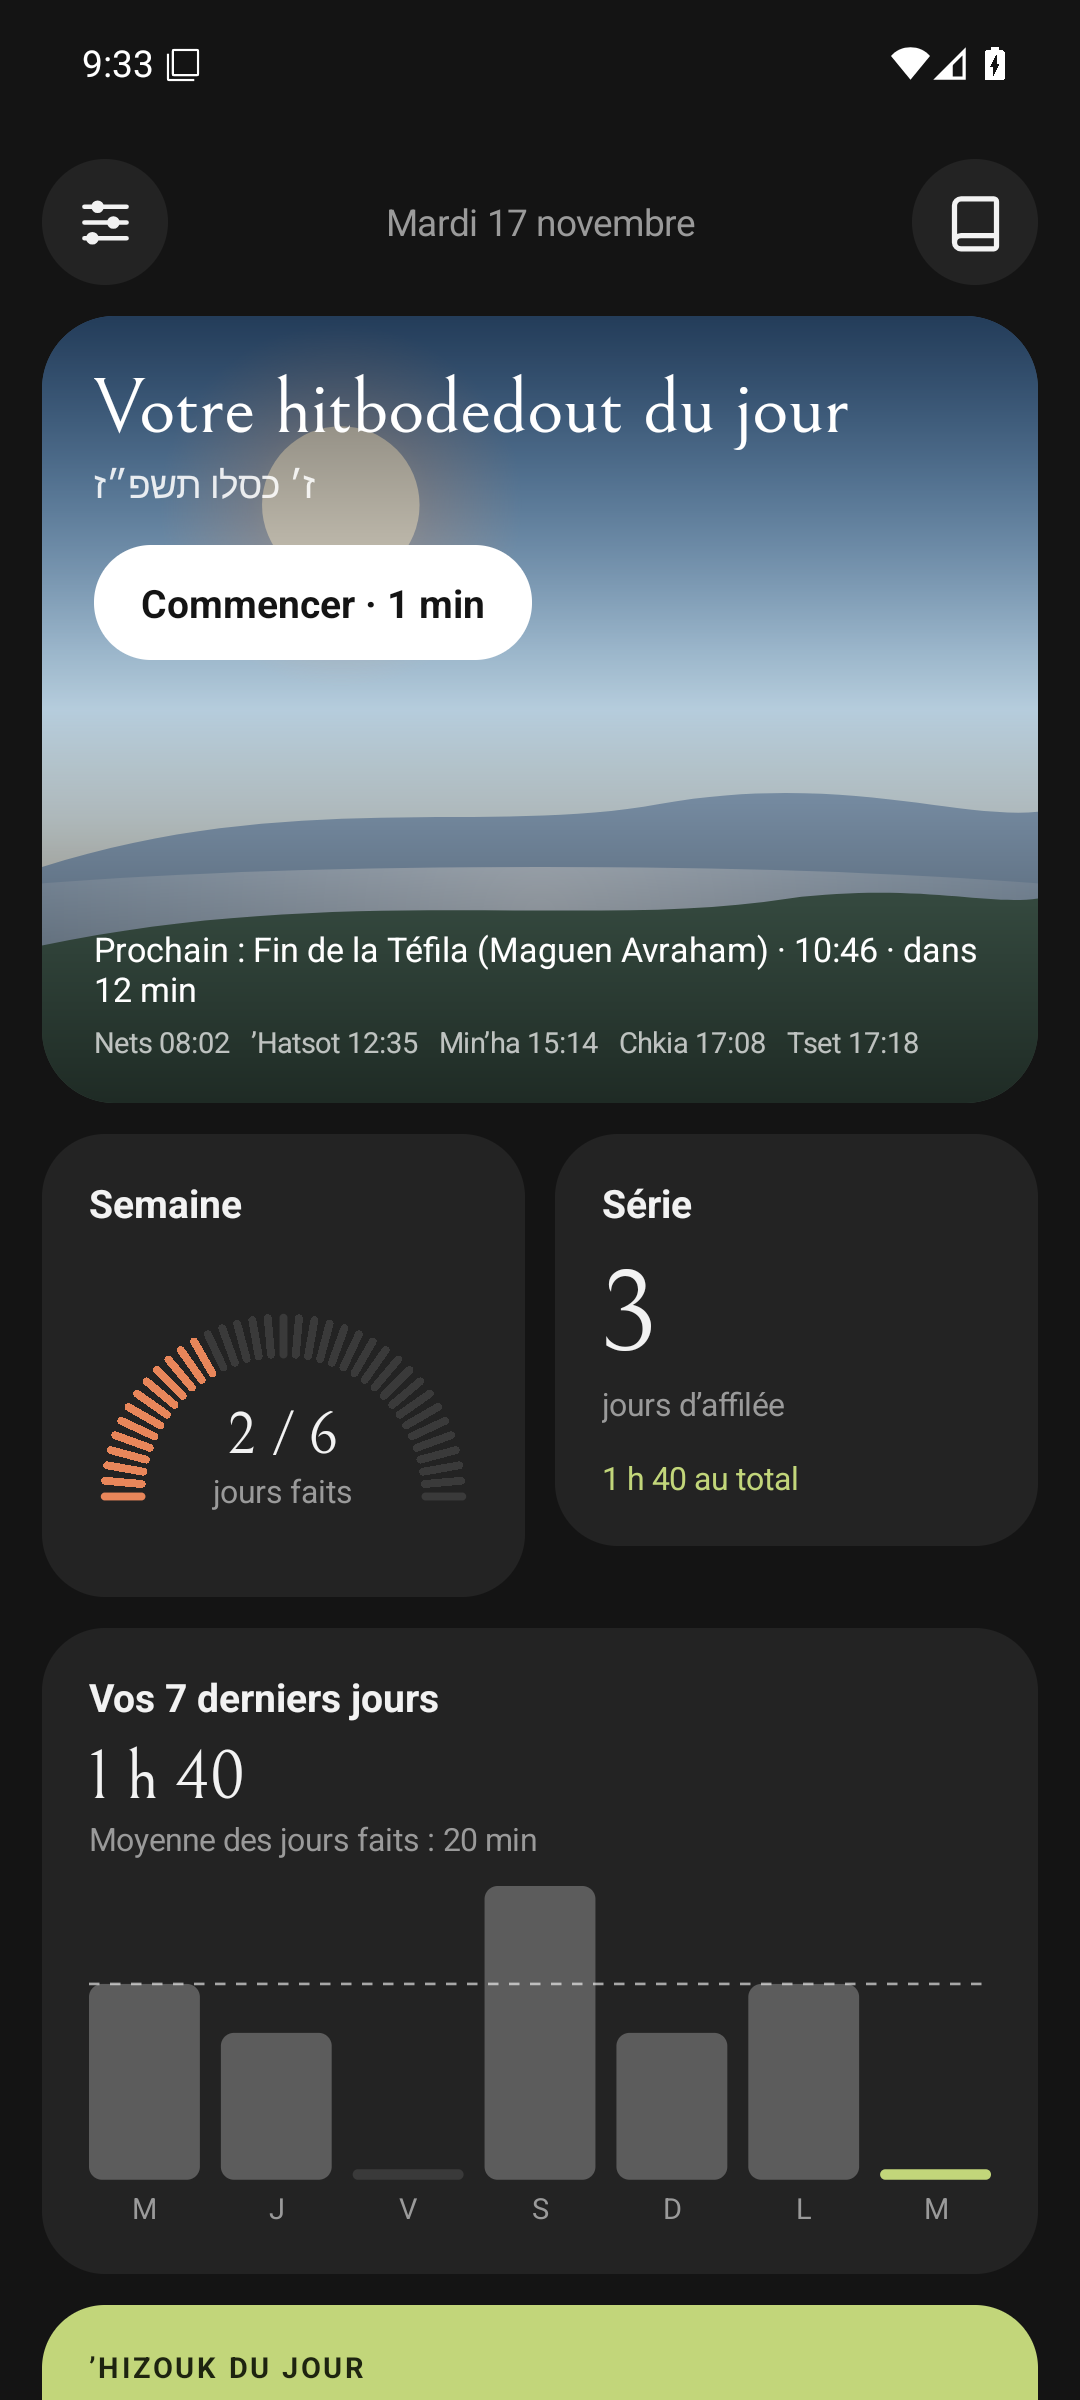 9:33
Mardi 17 novembre
Votre hitbodedout du jour
ז׳ כסלו תשפ״ז
Commencer · 1 min
Prochain : Fin de la Téfila (Maguen Avraham) · 10:46 · dans
12 min
Nets 08:02 ’Hatsot 12:35 Min’ha 15:14 Chkia 17:08 Tset 17:18
Semaine
2 / 6
jours faits
Série
3
jours d’affilée
1 h 40 au total
Vos 7 derniers jours
1 h 40
Moyenne des jours faits : 20 min
M J V S D L M
’HIZOUK DU JOUR